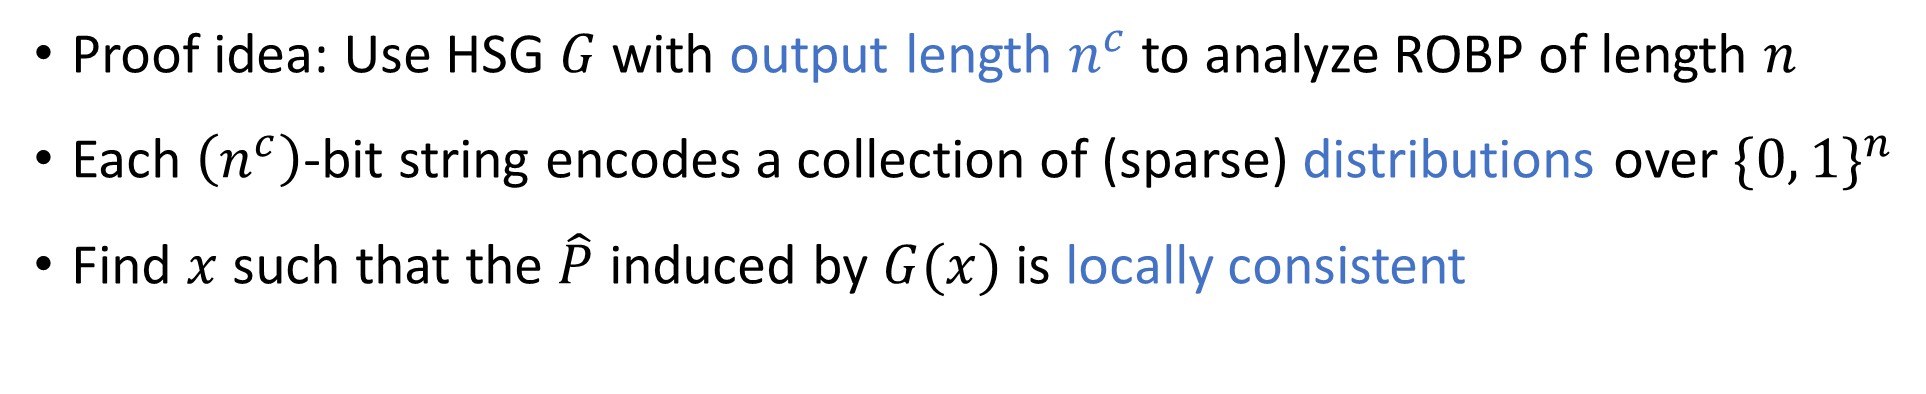 • Proof idea: Use HSG G with output length n^c to analyze ROBP of length n
• Each (n^c)-bit string encodes a collection of (sparse) distributions over {0, 1}^n
• Find x such that the P̂ induced by G(x) is locally consistent